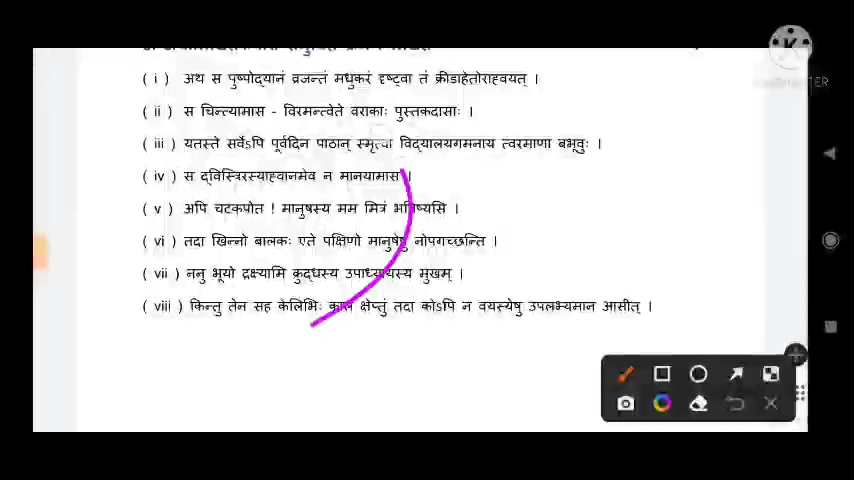 ( i ) अथ स पुष्पोद्यानं व्रजन्तं मधुकरं दृष्ट्वा तं क्रीडाहेतोराह्वयत् ।
( ii ) स चिन्त्यामास - विरमन्त्वेते वराकाः पुस्तकदासाः ।
( iii ) यतस्ते सर्वेऽपि पूर्वदिन पाठान् स्मृत्वा विद्यालयगमनाय त्वरमाणा बभूवुः ।
( iv ) स द्विस्त्रिरस्याह्वानमेव न मानयामास ।
( v ) अपि चटकपोत ! मानुषस्य मम मित्रं भविष्यसि ।
( vi ) तदा खिन्नो बालकः एते पक्षिणो मानुषेषु नोपगच्छन्ति ।
( vii ) ननु भूयो द्रक्ष्यामि क्रुद्धस्य उपाध्यायस्य मुखम् ।
( viii ) किन्तु तेन सह केलिभिः कालं क्षेप्तुं तदा कोऽपि न वयस्येषु उपलभ्यमान आसीत् ।